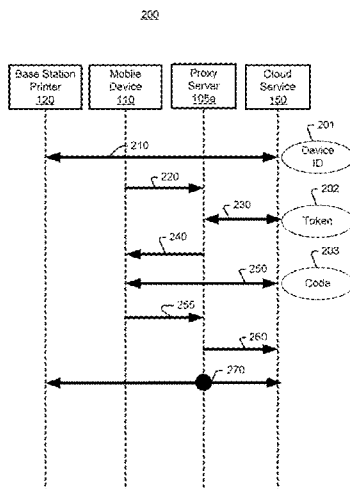 200
Base Station Printer 120
Mobile Device 110
Proxy Server 105a
Cloud Service 150
201
210
Device ID
202
220
230
Token
203
240
250
Code
255
260
270